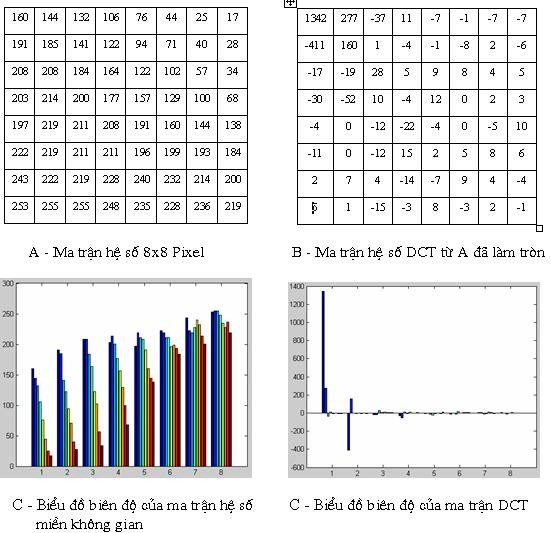 160 144 132 106 76 44 25 17
191 185 141 122 94 71 40 28
208 208 184 164 122 102 57 34
203 214 200 177 157 129 100 68
197 219 211 208 191 160 144 138
222 219 211 211 196 199 193 184
243 222 219 228 240 232 214 200
253 255 255 248 235 228 236 219
A - Ma trận hệ số 8x8 Pixel
1342 277 -37 11 -7 -1 -7 -2
-411 160 1 -4 -1 -8 2 -6
-17 -19 28 5 9 8 4 5
-30 -52 10 -4 12 0 2 3
-4 0 -12 -22 -4 0 -5 10
-11 0 -12 15 2 5 8 6
2 7 4 -14 -7 9 4 -4
1 -15 -3 8 -3 2 -1
B - Ma trận hệ số DCT từ A đã làm tròn
300
250
200
150
100
50
0
1 2 3 4 5 6 7 8
C - Biểu đồ biên độ của ma trận hệ số
miền không gian
1400
1200
1000
800
600
400
200
0
-200
-400
-600
1 2 3 4 5 6 7 8
C - Biểu đồ biên độ của ma trận DCT